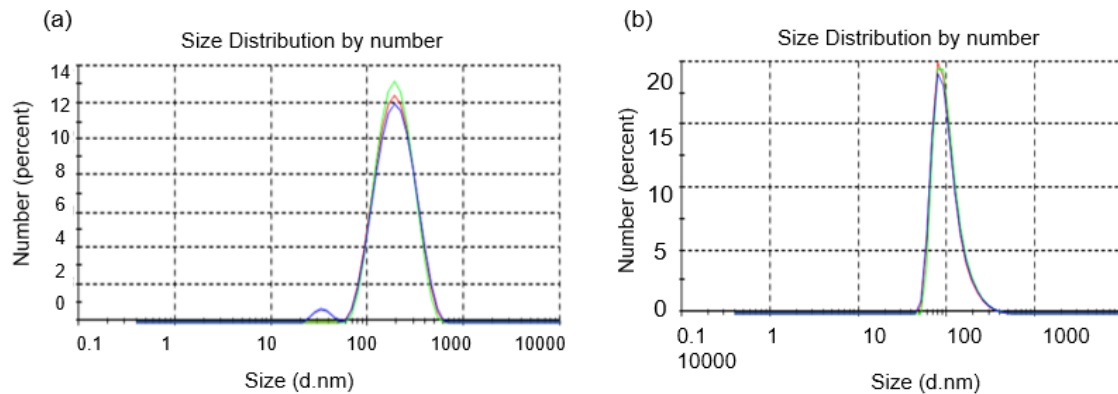 (a)
Size Distribution by number
Number (percent)
14
12
10
8
6
4
2
0
0.1 1 10 100 1000 10000
Size (d.nm)
(b)
Size Distribution by number
Number (percent)
20
15
10
5
0
0.1 1 10 100 1000
10000
Size (d.nm)